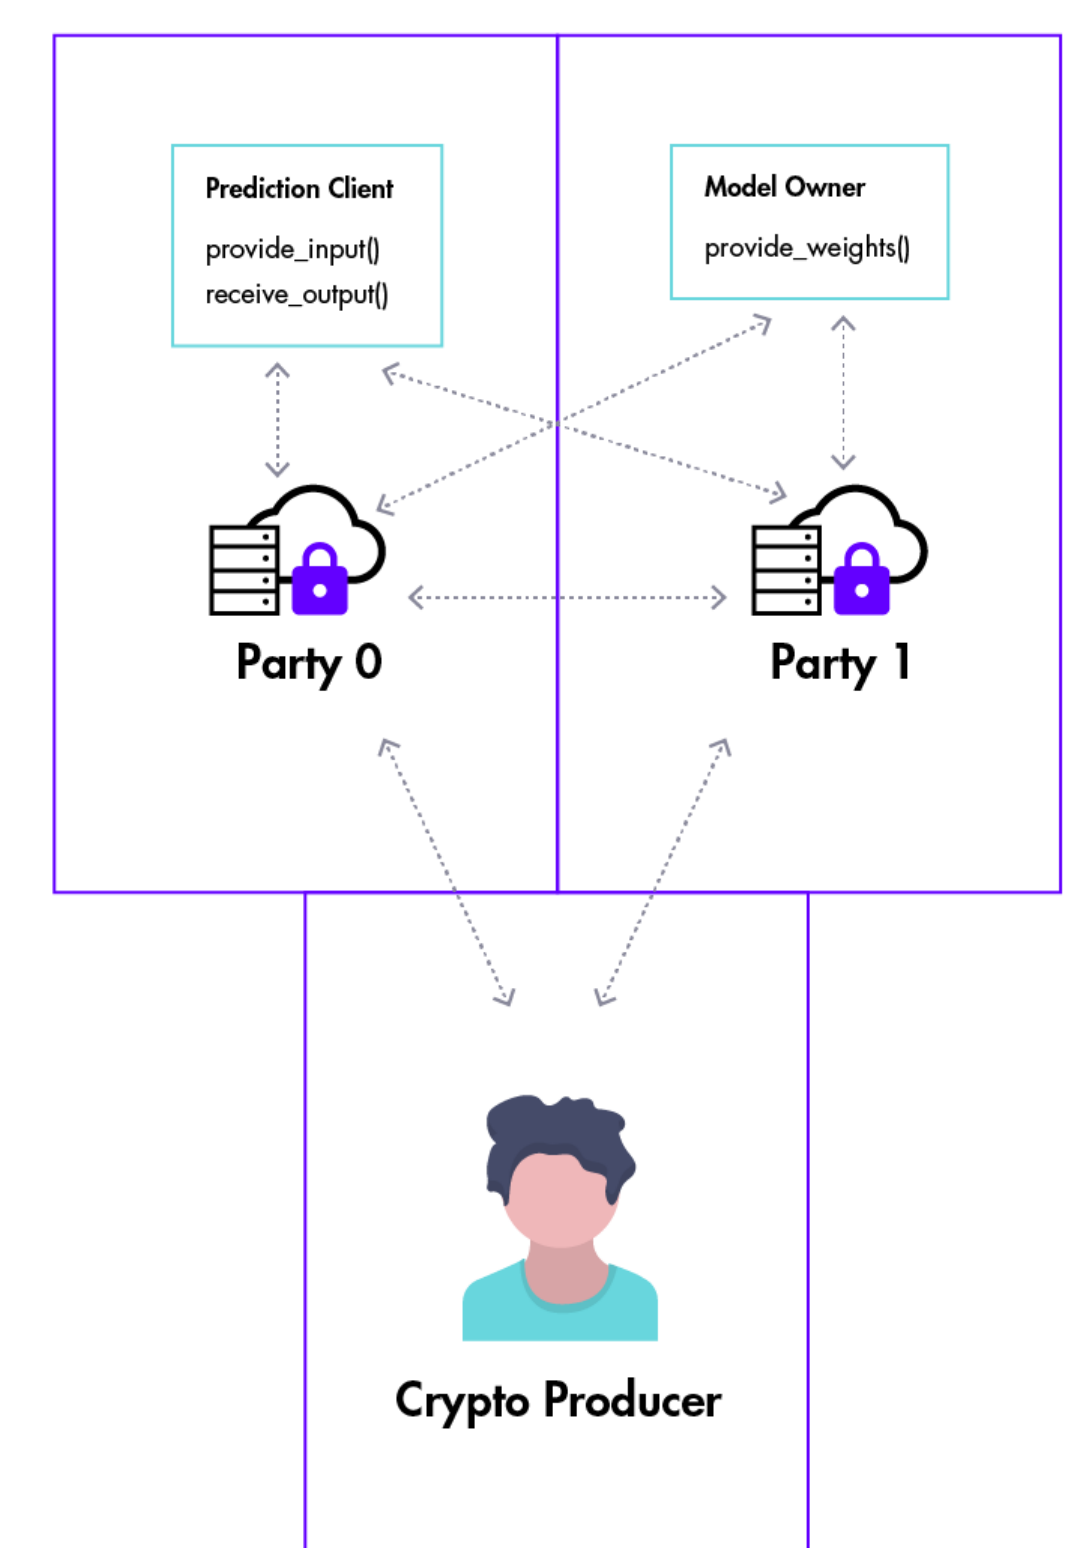 Prediction Client
provide_input()
receive_output()
Model Owner
provide_weights()
Party 0
Party 1
Crypto Producer